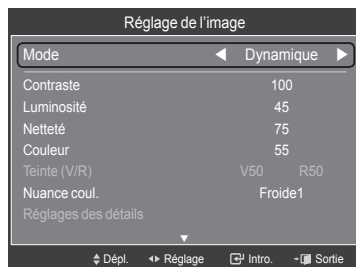 Réglage de l'image
Mode ◄ Dynamique ►
Contraste 100
Luminosité 45
Netteté 75
Couleur 55
Teinte (V/R) V50 R50
Nuance coul. Froide1
Réglages des détails
▼
Dépl. Réglage Intro. Sortie